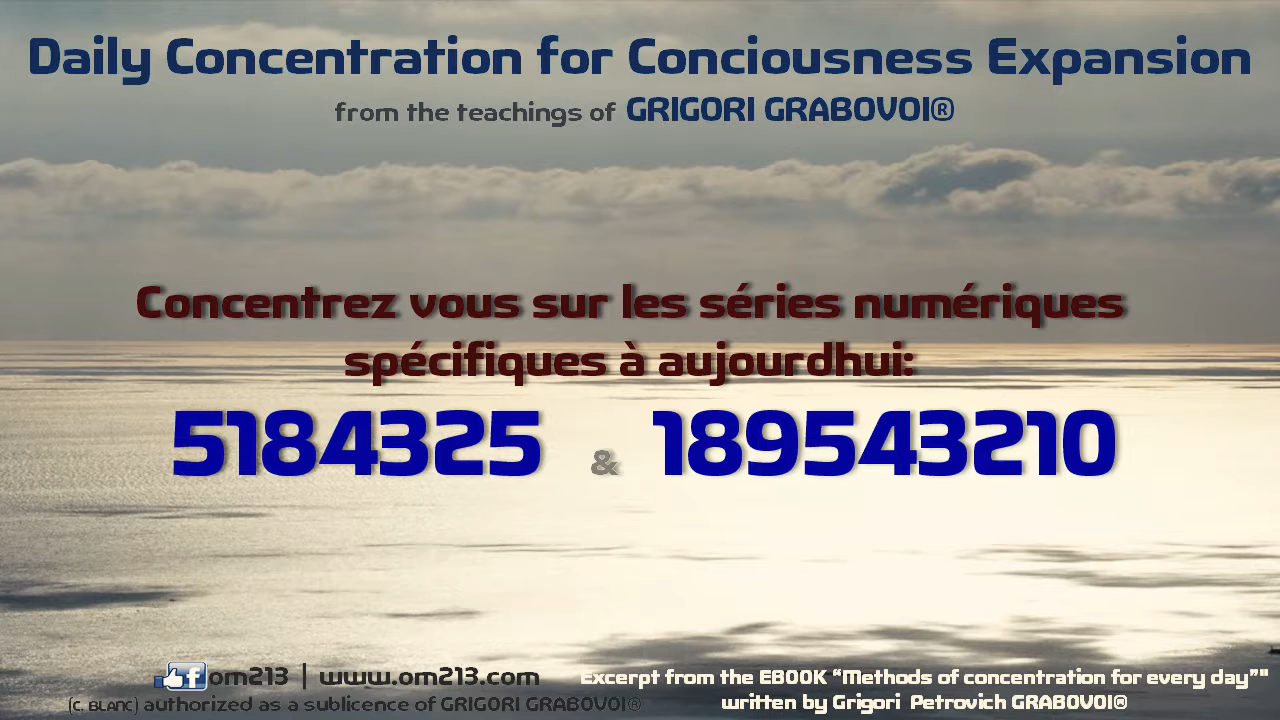 Daily Concentration for Conciousness Expansion
from the teachings of GRIGORI GRABOVOI®
Concentrez vous sur les séries numériques
spécifiques à aujourdhui:
5184325 & 189543210
f om213 | www.om213.com
(C. BLANC) authorized as a sublicence of GRIGORI GRABOVOI®
Excerpt from the EBOOK “Methods of concentration for every day”"
written by Grigori Petrovich GRABOVOI®